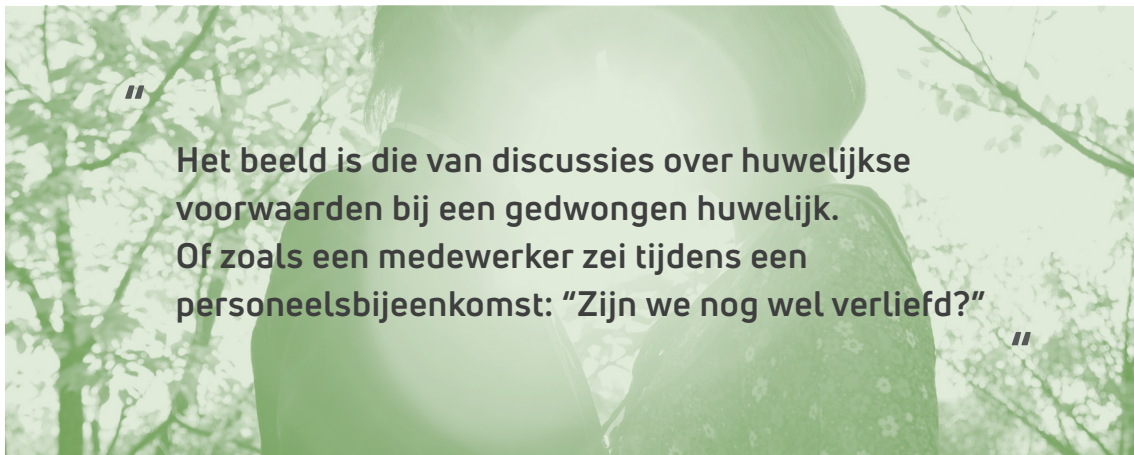 "
Het beeld is die van discussies over huwelijkse
voorwaarden bij een gedwongen huwelijk.
Of zoals een medewerker zei tijdens een
personeelsbijeenkomst: “Zijn we nog wel verliefd?”
"